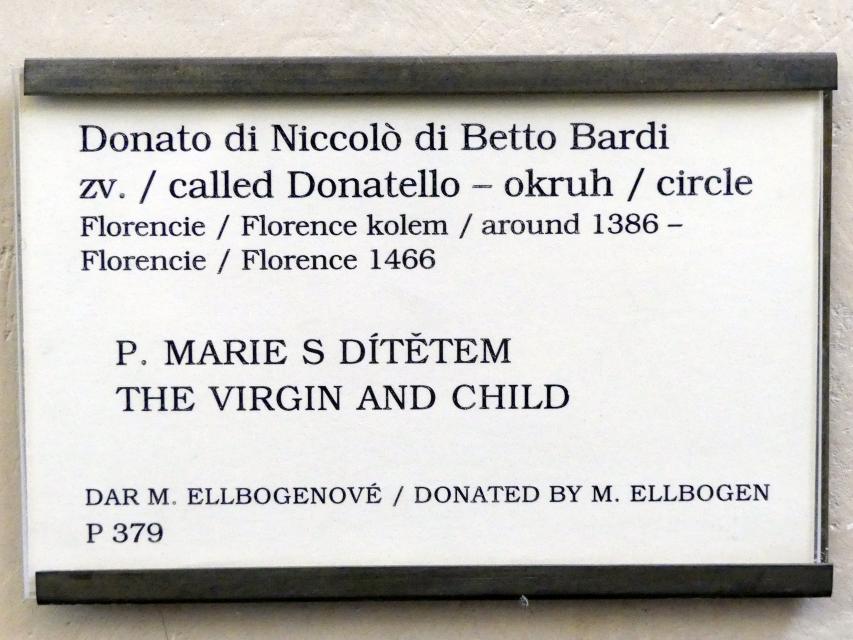 Donato di Niccolò di Betto Bardi
zv. / called Donatello – okruh / circle
Florencie / Florence kolem / around 1386 –
Florencie / Florence 1466
P. MARIE S DÍTĚTEM
THE VIRGIN AND CHILD
DAR M. ELLBOGENOVÉ / DONATED BY M. ELLBOGEN
P 379